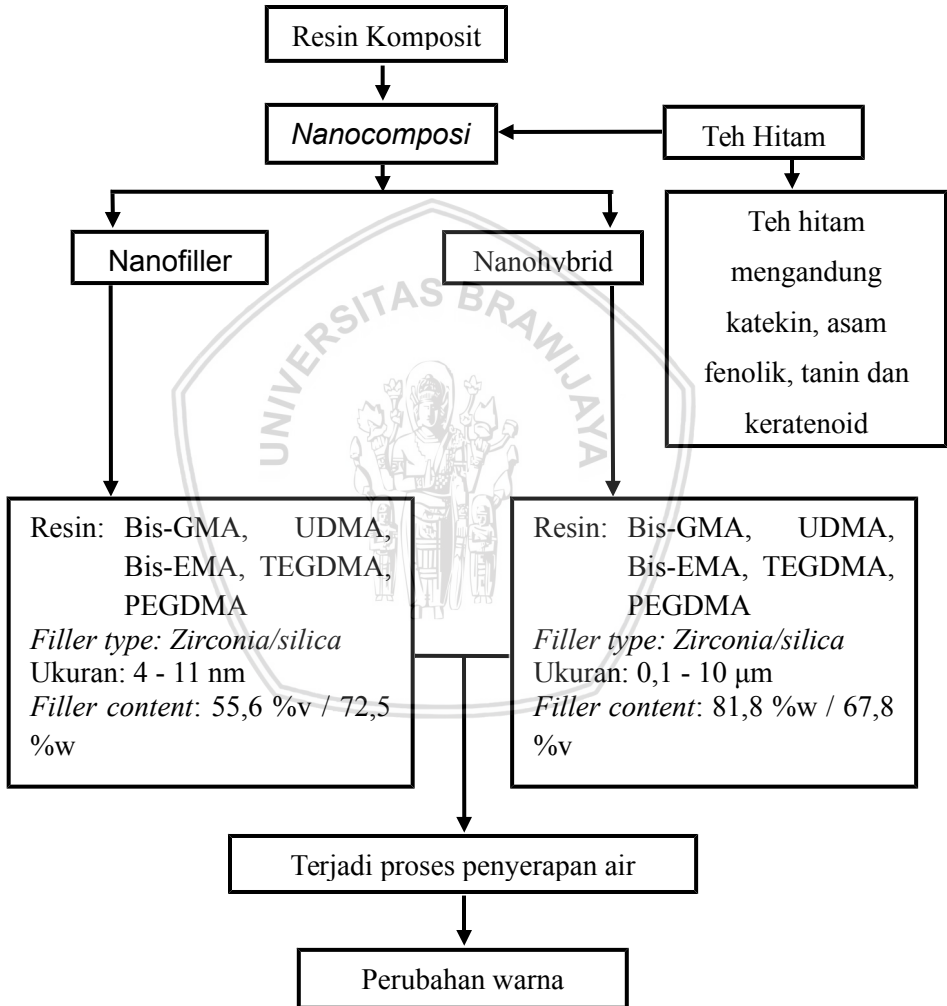 Resin Komposit
Nanocomposi
Teh Hitam
Nanofiller
Nanohybrid
Teh hitam
mengandung
katekin, asam
fenolik, tanin dan
keratenoid
UNIVERSITAS BRAWIJAYA
Resin: Bis-GMA, UDMA,
Bis-EMA, TEGDMA,
PEGDMA
Filler type: Zirconia/silica
Ukuran: 4 - 11 nm
Filler content: 55,6 %v / 72,5
%w
Resin: Bis-GMA, UDMA,
Bis-EMA, TEGDMA,
PEGDMA
Filler type: Zirconia/silica
Ukuran: 0,1 - 10 μm
Filler content: 81,8 %w / 67,8
%v
Terjadi proses penyerapan air
Perubahan warna